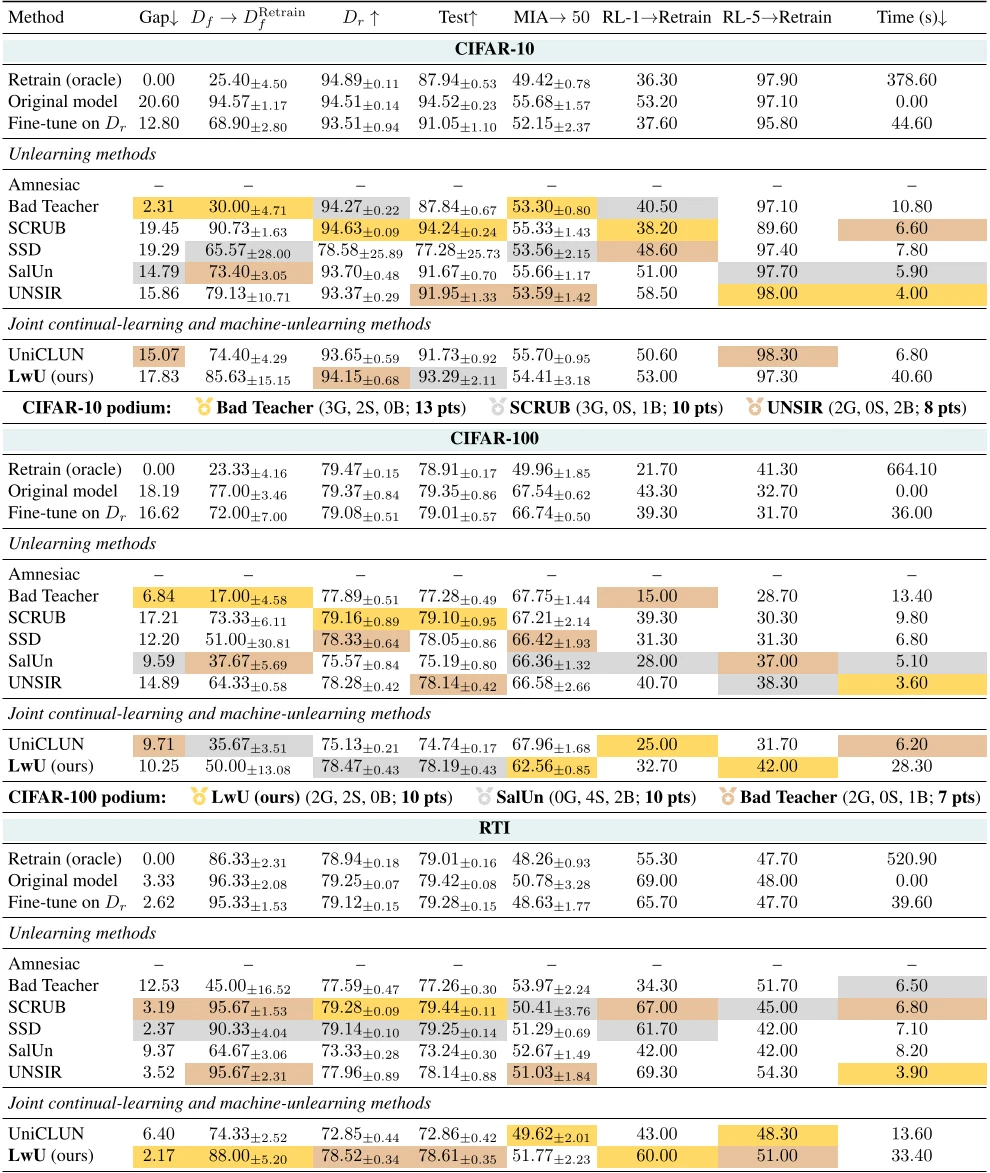 Method Gap↓ D_f → D_f^Retrain D_r ↑ Test↑ MIA→ 50 RL-1→Retrain RL-5→Retrain Time (s)↓
CIFAR-10
Retrain (oracle) 0.00 25.40±4.50 94.89±0.11 87.94±0.53 49.42±0.78 36.30 97.90 378.60
Original model 20.60 94.57±1.17 94.51±0.14 94.52±0.23 55.68±1.57 53.20 97.10 0.00
Fine-tune on D_r 12.80 68.90±2.80 93.51±0.94 91.05±1.10 52.15±2.37 37.60 95.80 44.60
Unlearning methods
Amnesiac – – – – – – – –
Bad Teacher 2.31 30.00±4.71 94.27±0.22 87.84±0.67 53.30±0.80 40.50 97.10 10.80
SCRUB 19.45 90.73±1.63 94.63±0.09 94.24±0.24 55.33±1.43 38.20 89.60 6.60
SSD 19.29 65.57±28.00 78.58±25.89 77.28±25.73 53.56±2.15 48.60 97.40 7.80
SalUn 14.79 73.40±3.05 93.70±0.48 91.67±0.70 55.66±1.17 51.00 97.70 5.90
UNSIR 15.86 79.13±10.71 93.37±0.29 91.95±1.33 53.59±1.42 58.50 98.00 4.00
Joint continual-learning and machine-unlearning methods
UniCLUN 15.07 74.40±4.29 93.65±0.59 91.73±0.92 55.70±0.95 50.60 98.30 6.80
LwU (ours) 17.83 85.63±15.15 94.15±0.68 93.29±2.11 54.41±3.18 53.00 97.30 40.60
CIFAR-10 podium: Bad Teacher (3G, 2S, 0B; 13 pts) SCRUB (3G, 0S, 1B; 10 pts) UNSIR (2G, 0S, 2B; 8 pts)
CIFAR-100
Retrain (oracle) 0.00 23.33±4.16 79.47±0.15 78.91±0.17 49.96±1.85 21.70 41.30 664.10
Original model 18.19 77.00±3.46 79.37±0.84 79.35±0.86 67.54±0.62 43.30 32.70 0.00
Fine-tune on D_r 16.62 72.00±7.00 79.08±0.51 79.01±0.57 66.74±0.50 39.30 31.70 36.00
Unlearning methods
Amnesiac – – – – – – – –
Bad Teacher 6.84 17.00±4.58 77.89±0.51 77.28±0.49 67.75±1.44 15.00 28.70 13.40
SCRUB 17.21 73.33±6.11 79.16±0.89 79.10±0.95 67.21±2.14 39.30 30.30 9.80
SSD 12.20 51.00±30.81 78.33±0.64 78.05±0.86 66.42±1.93 31.30 31.30 6.80
SalUn 9.59 37.67±5.69 75.57±0.84 75.19±0.80 66.36±1.32 28.00 37.00 5.10
UNSIR 14.89 64.33±0.58 78.28±0.42 78.14±0.42 66.58±2.66 40.70 38.30 3.60
Joint continual-learning and machine-unlearning methods
UniCLUN 9.71 35.67±3.51 75.13±0.21 74.74±0.17 67.96±1.68 25.00 31.70 6.20
LwU (ours) 10.25 50.00±13.08 78.47±0.43 78.19±0.43 62.56±0.85 32.70 42.00 28.30
CIFAR-100 podium: LwU (ours) (2G, 2S, 0B; 10 pts) SalUn (0G, 4S, 2B; 10 pts) Bad Teacher (2G, 0S, 1B; 7 pts)
RTI
Retrain (oracle) 0.00 86.33±2.31 78.94±0.18 79.01±0.16 48.26±0.93 55.30 47.70 520.90
Original model 3.33 96.33±2.08 79.25±0.07 79.42±0.08 50.78±3.28 69.00 48.00 0.00
Fine-tune on D_r 2.62 95.33±1.53 79.12±0.15 79.28±0.15 48.63±1.77 65.70 47.70 39.60
Unlearning methods
Amnesiac – – – – – – – –
Bad Teacher 12.53 45.00±16.52 77.59±0.47 77.26±0.30 53.97±2.24 34.30 51.70 6.50
SCRUB 3.19 95.67±1.53 79.28±0.09 79.44±0.11 50.41±3.76 67.00 45.00 6.80
SSD 2.37 90.33±4.04 79.14±0.10 79.25±0.14 51.29±0.69 61.70 42.00 7.10
SalUn 9.37 64.67±3.06 73.33±0.28 73.24±0.30 52.67±1.49 42.00 42.00 8.20
UNSIR 3.52 95.67±2.31 77.96±0.89 78.14±0.88 51.03±1.84 69.30 54.30 3.90
Joint continual-learning and machine-unlearning methods
UniCLUN 6.40 74.33±2.52 72.85±0.44 72.86±0.42 49.62±2.01 43.00 48.30 13.60
LwU (ours) 2.17 88.00±5.20 78.52±0.34 78.61±0.35 51.77±2.23 60.00 51.00 33.40